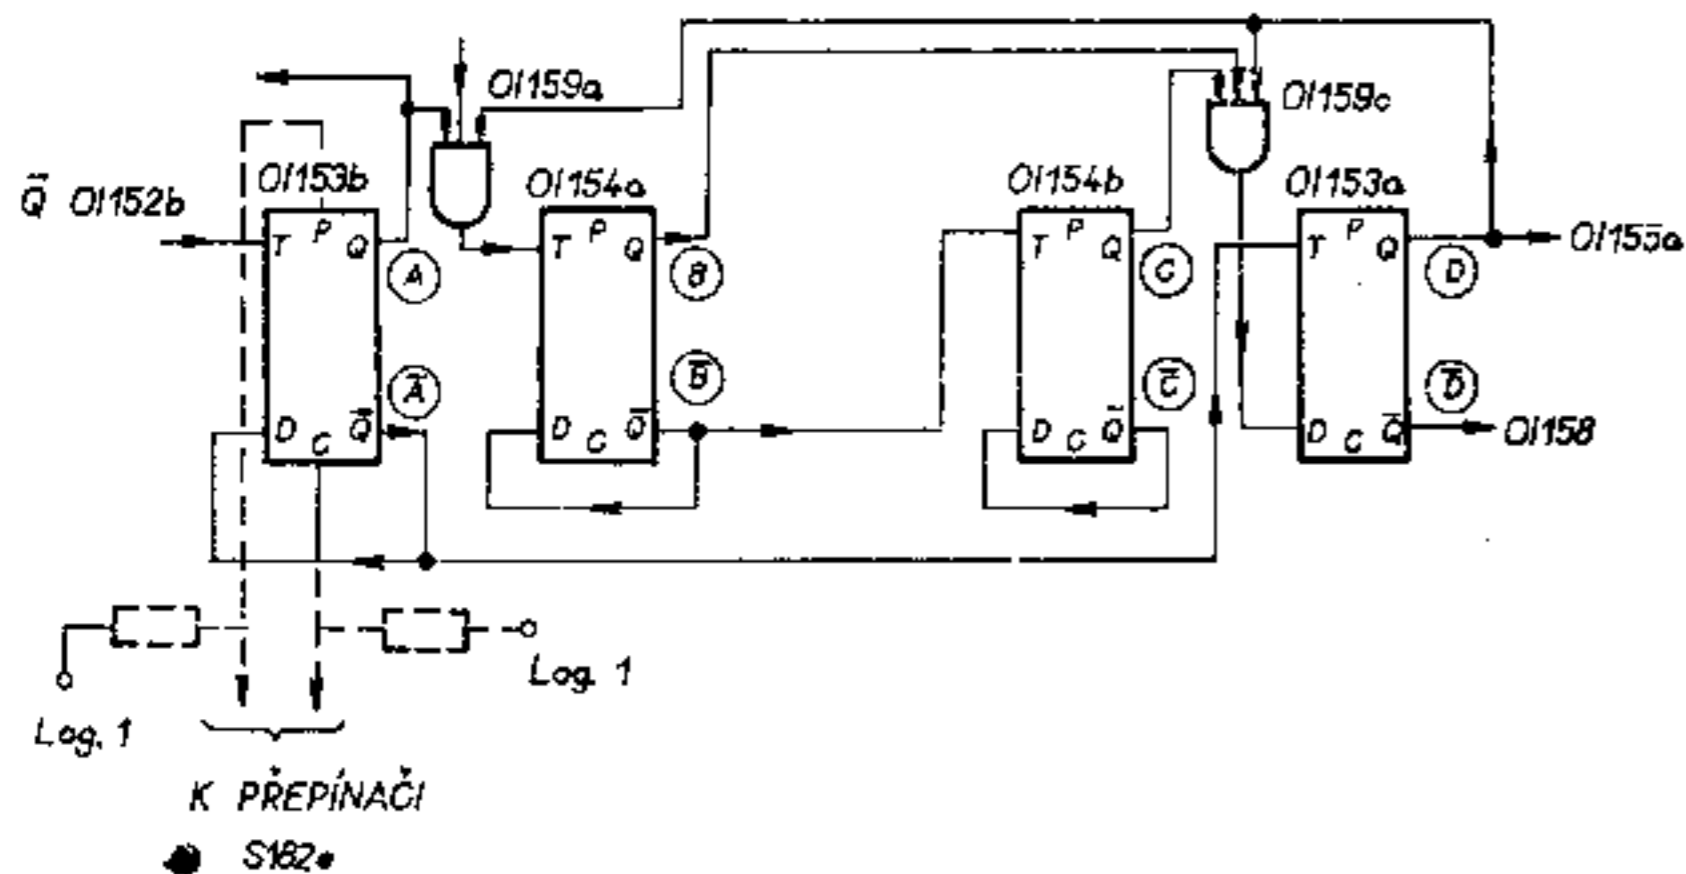 OI159a
OI159c
Q̄ OI152b
OI153b
OI154a
OI154b
OI153a
T P Q
A
T P Q
B
T P Q
C
T P Q
D
OI155a
Ā
B̄
C̄
D̄
D C Q̄
D C Q̄
D C Q̄
D C Q̄
OI158
Log. 1
Log. 1
K PŘEPÍNAČI
S182